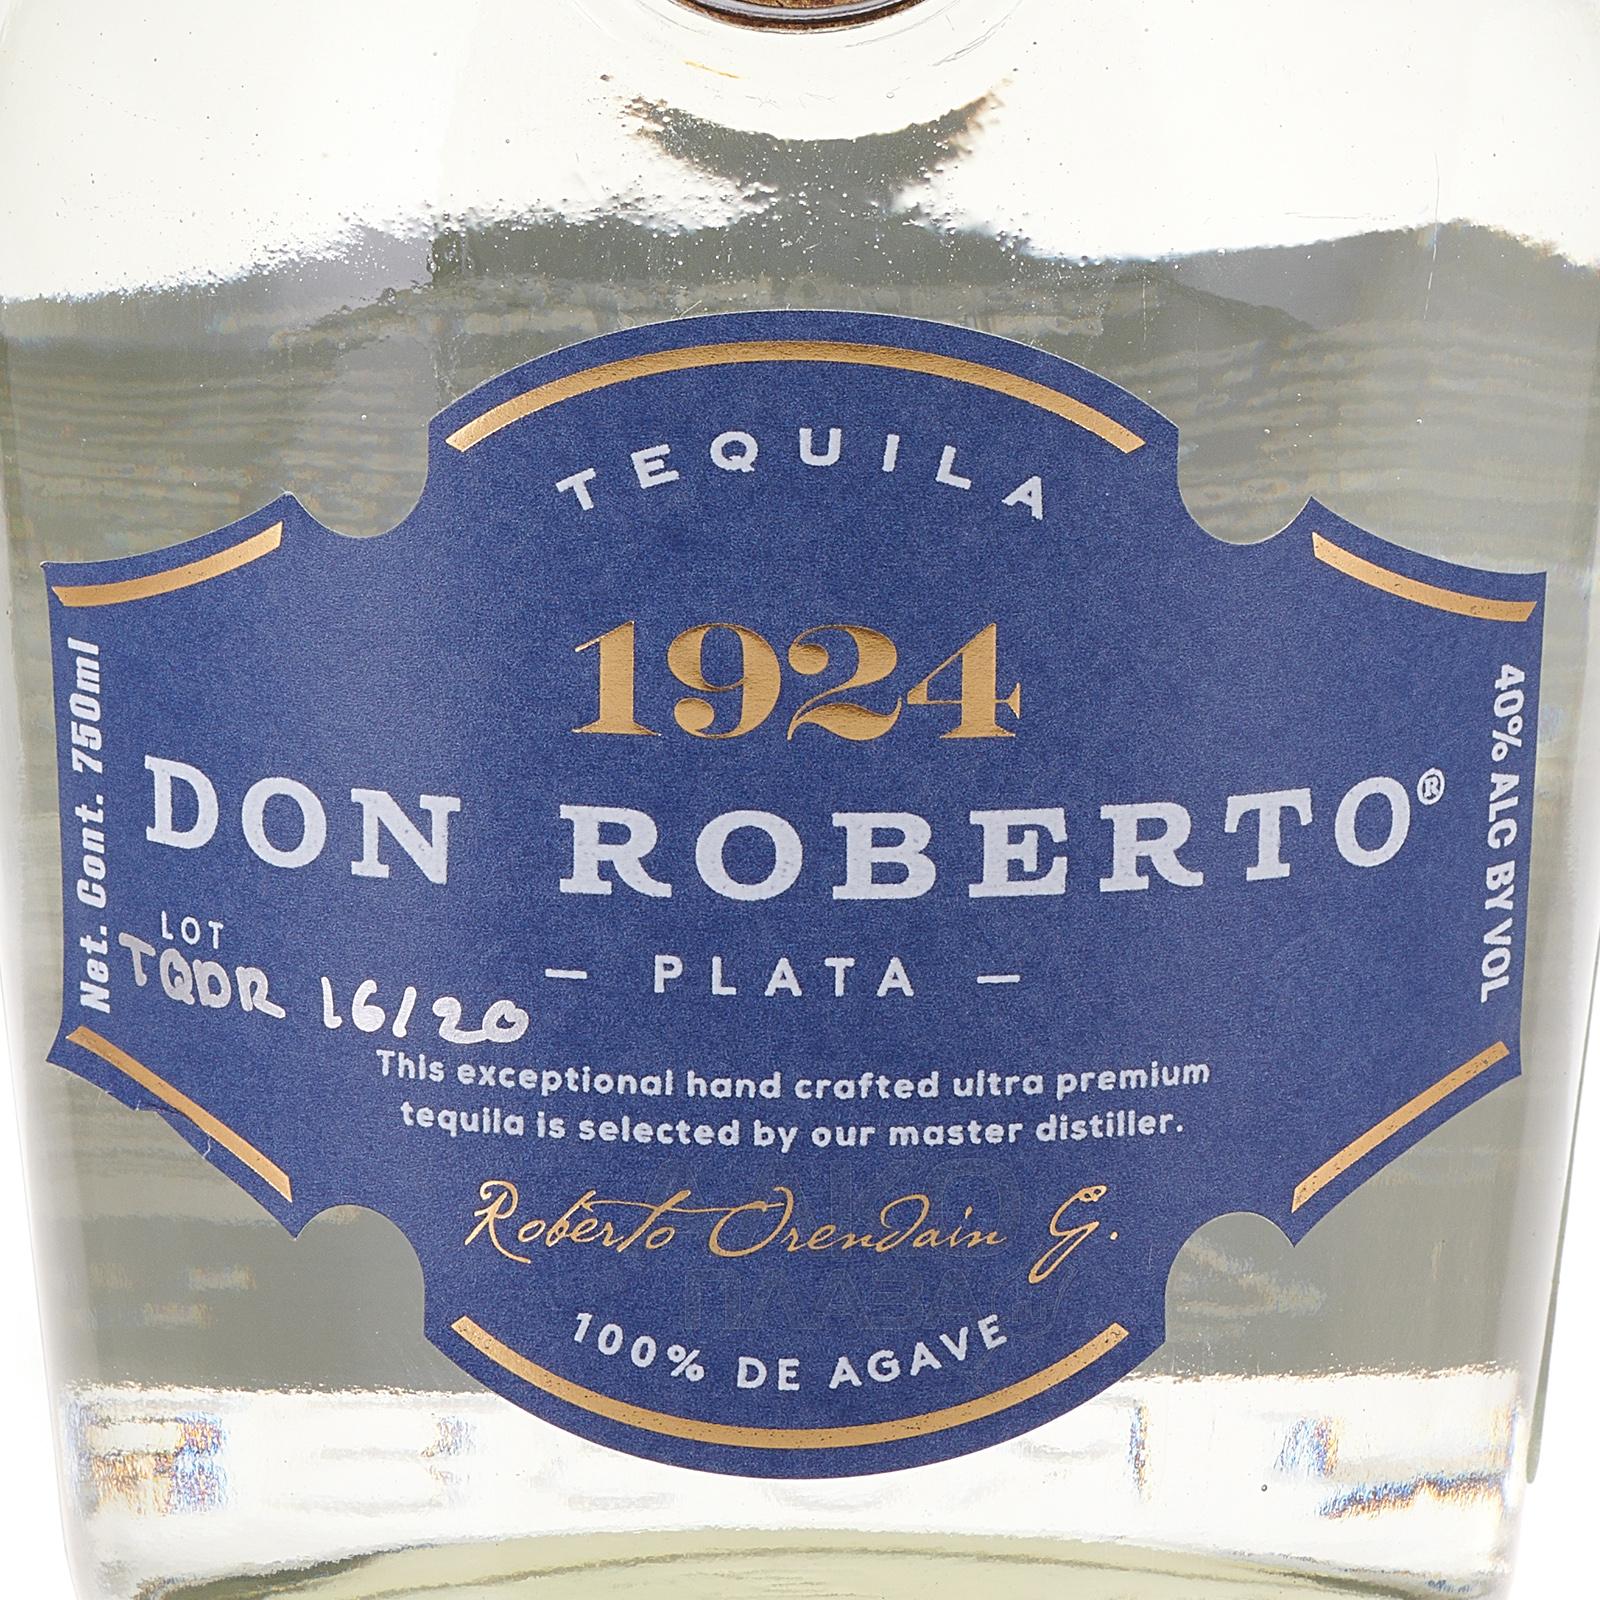 TEQUILA
1924
DON ROBERTO®
Net. Cont. 750ml
40% ALC BY VOL
LOT
TQDR 16/20
— PLATA —
This exceptional hand crafted ultra premium
tequila is selected by our master distiller.
Roberto Orendain G.
100% DE AGAVE